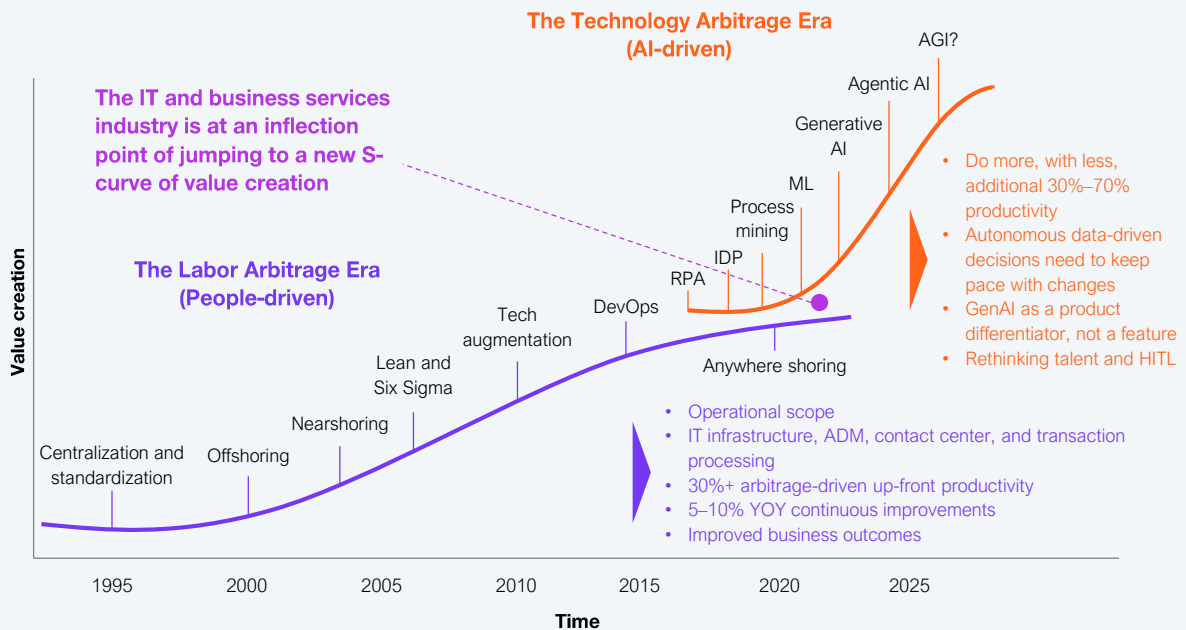 The Technology Arbitrage Era
(AI-driven)
AGI?
Agentic AI
Generative
AI
ML
Process
mining
IDP
RPA
The IT and business services
industry is at an inflection
point of jumping to a new S-
curve of value creation
• Do more, with less,
additional 30%–70%
productivity
• Autonomous data-driven
decisions need to keep
pace with changes
• GenAI as a product
differentiator, not a feature
• Rethinking talent and HITL
The Labor Arbitrage Era
(People-driven)
DevOps
Tech
augmentation
Lean and
Six Sigma
Nearshoring
Offshoring
Centralization and
standardization
Anywhere shoring
• Operational scope
• IT infrastructure, ADM, contact center, and transaction
processing
• 30%+ arbitrage-driven up-front productivity
• 5–10% YOY continuous improvements
• Improved business outcomes
Value creation
1995 2000 2005 2010 2015 2020 2025
Time